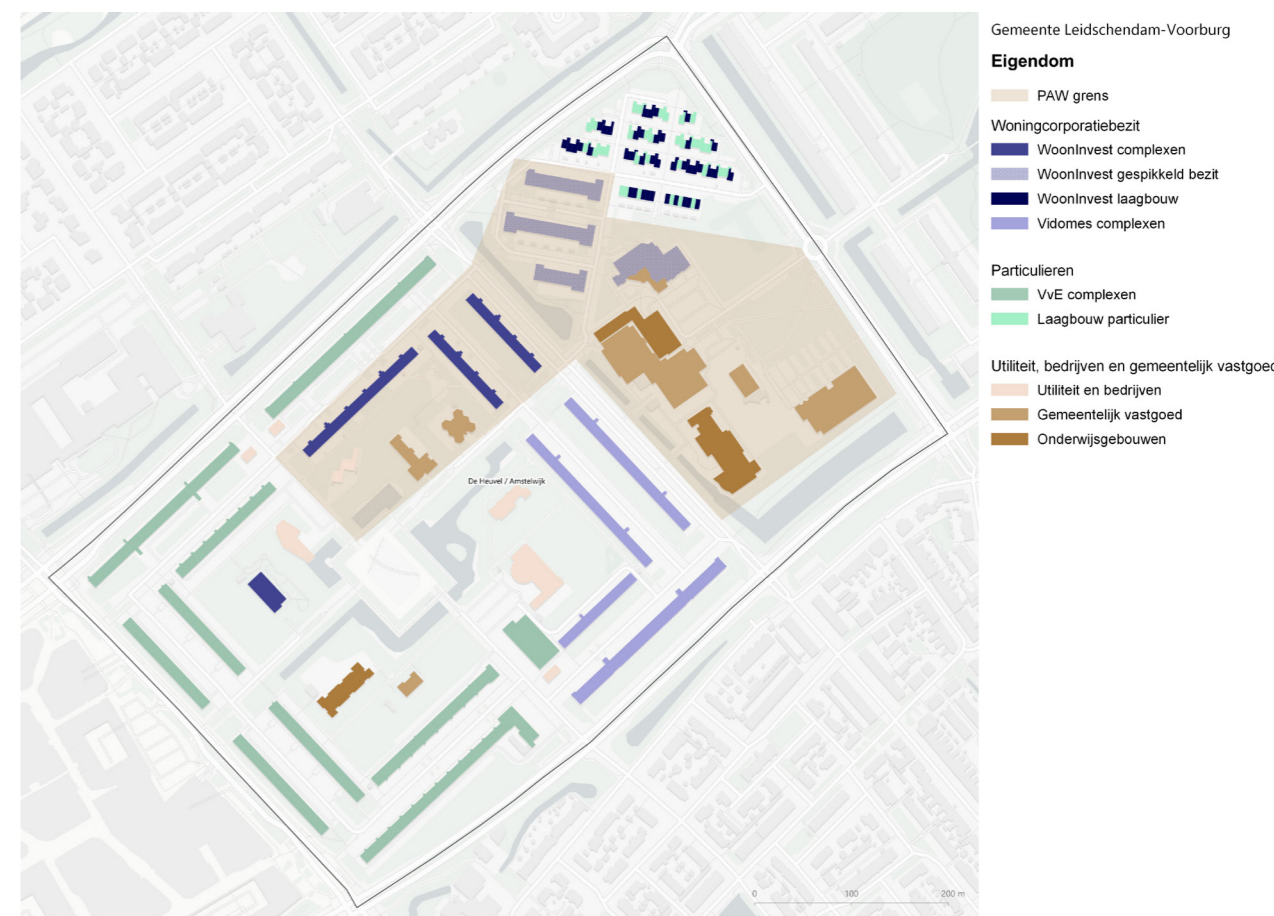 Gemeente Leidschendam-Voorburg
Eigendom
PAW grens
Woningcorporatiebezit
WoonInvest complexen
WoonInvest gespikkeld bezit
WoonInvest laagbouw
Vidomes complexen
Particulieren
VvE complexen
Laagbouw particulier
Utiliteit, bedrijven en gemeentelijk vastgoed
Utiliteit en bedrijven
Gemeentelijk vastgoed
Onderwijsgebouwen
De Heuvel / Amstelwijk
0 100 200 m